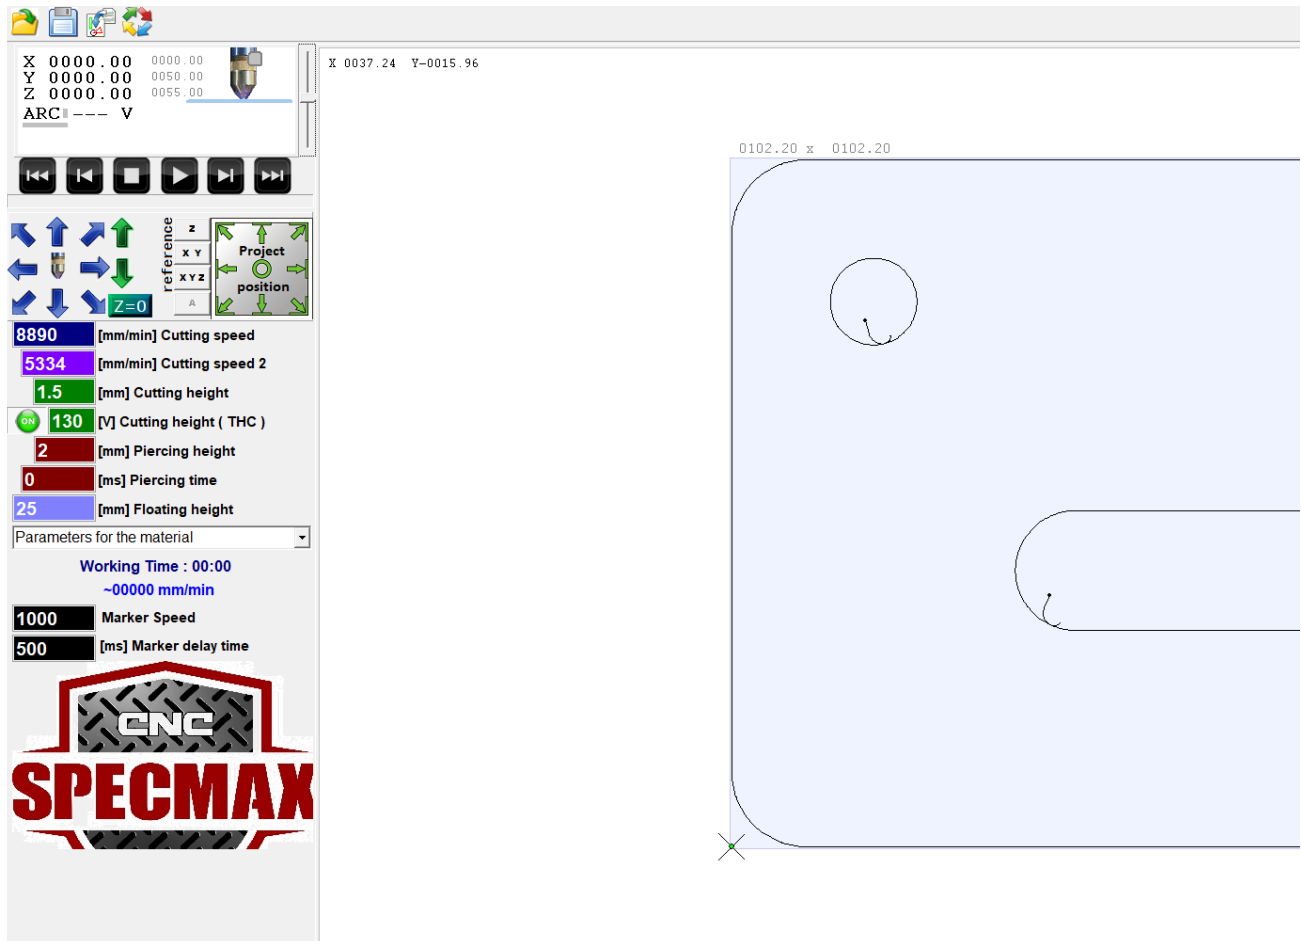 X 0000.00 0000.00
Y 0000.00 0050.00
Z 0000.00 0055.00
ARC --- V
X 0037.24 Y-0015.96
0102.20 x 0102.20
reference
Z
X Y
X Y Z
A
Project
position
Z=0
8890 [mm/min] Cutting speed
5334 [mm/min] Cutting speed 2
1.5 [mm] Cutting height
ON 130 [V] Cutting height ( THC )
2 [mm] Piercing height
0 [ms] Piercing time
25 [mm] Floating height
Parameters for the material
Working Time : 00:00
~00000 mm/min
1000 Marker Speed
500 [ms] Marker delay time
CNC
SPECMAX